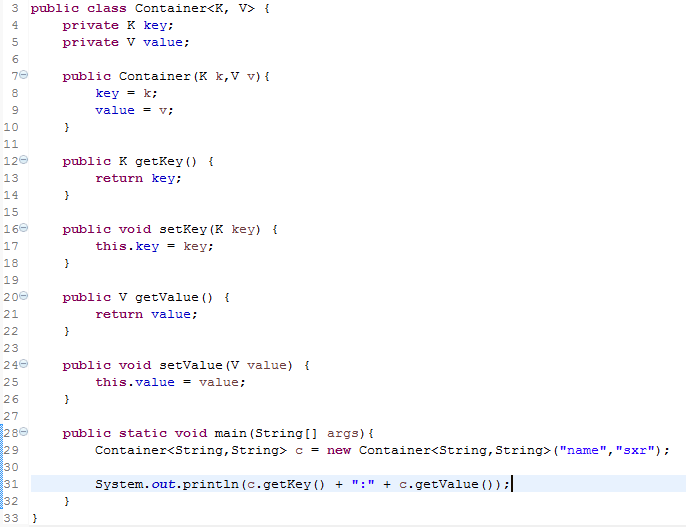 3 public class Container<K, V> {
4     private K key;
5     private V value;
6
7     public Container(K k,V v){
8         key = k;
9         value = v;
10     }
11
12     public K getKey() {
13         return key;
14     }
15
16     public void setKey(K key) {
17         this.key = key;
18     }
19
20     public V getValue() {
21         return value;
22     }
23
24     public void setValue(V value) {
25         this.value = value;
26     }
27
28     public static void main(String[] args){
29         Container<String,String> c = new Container<String,String>("name","sxr");
30
31         System.out.println(c.getKey() + ":" + c.getValue());
32     }
33 }